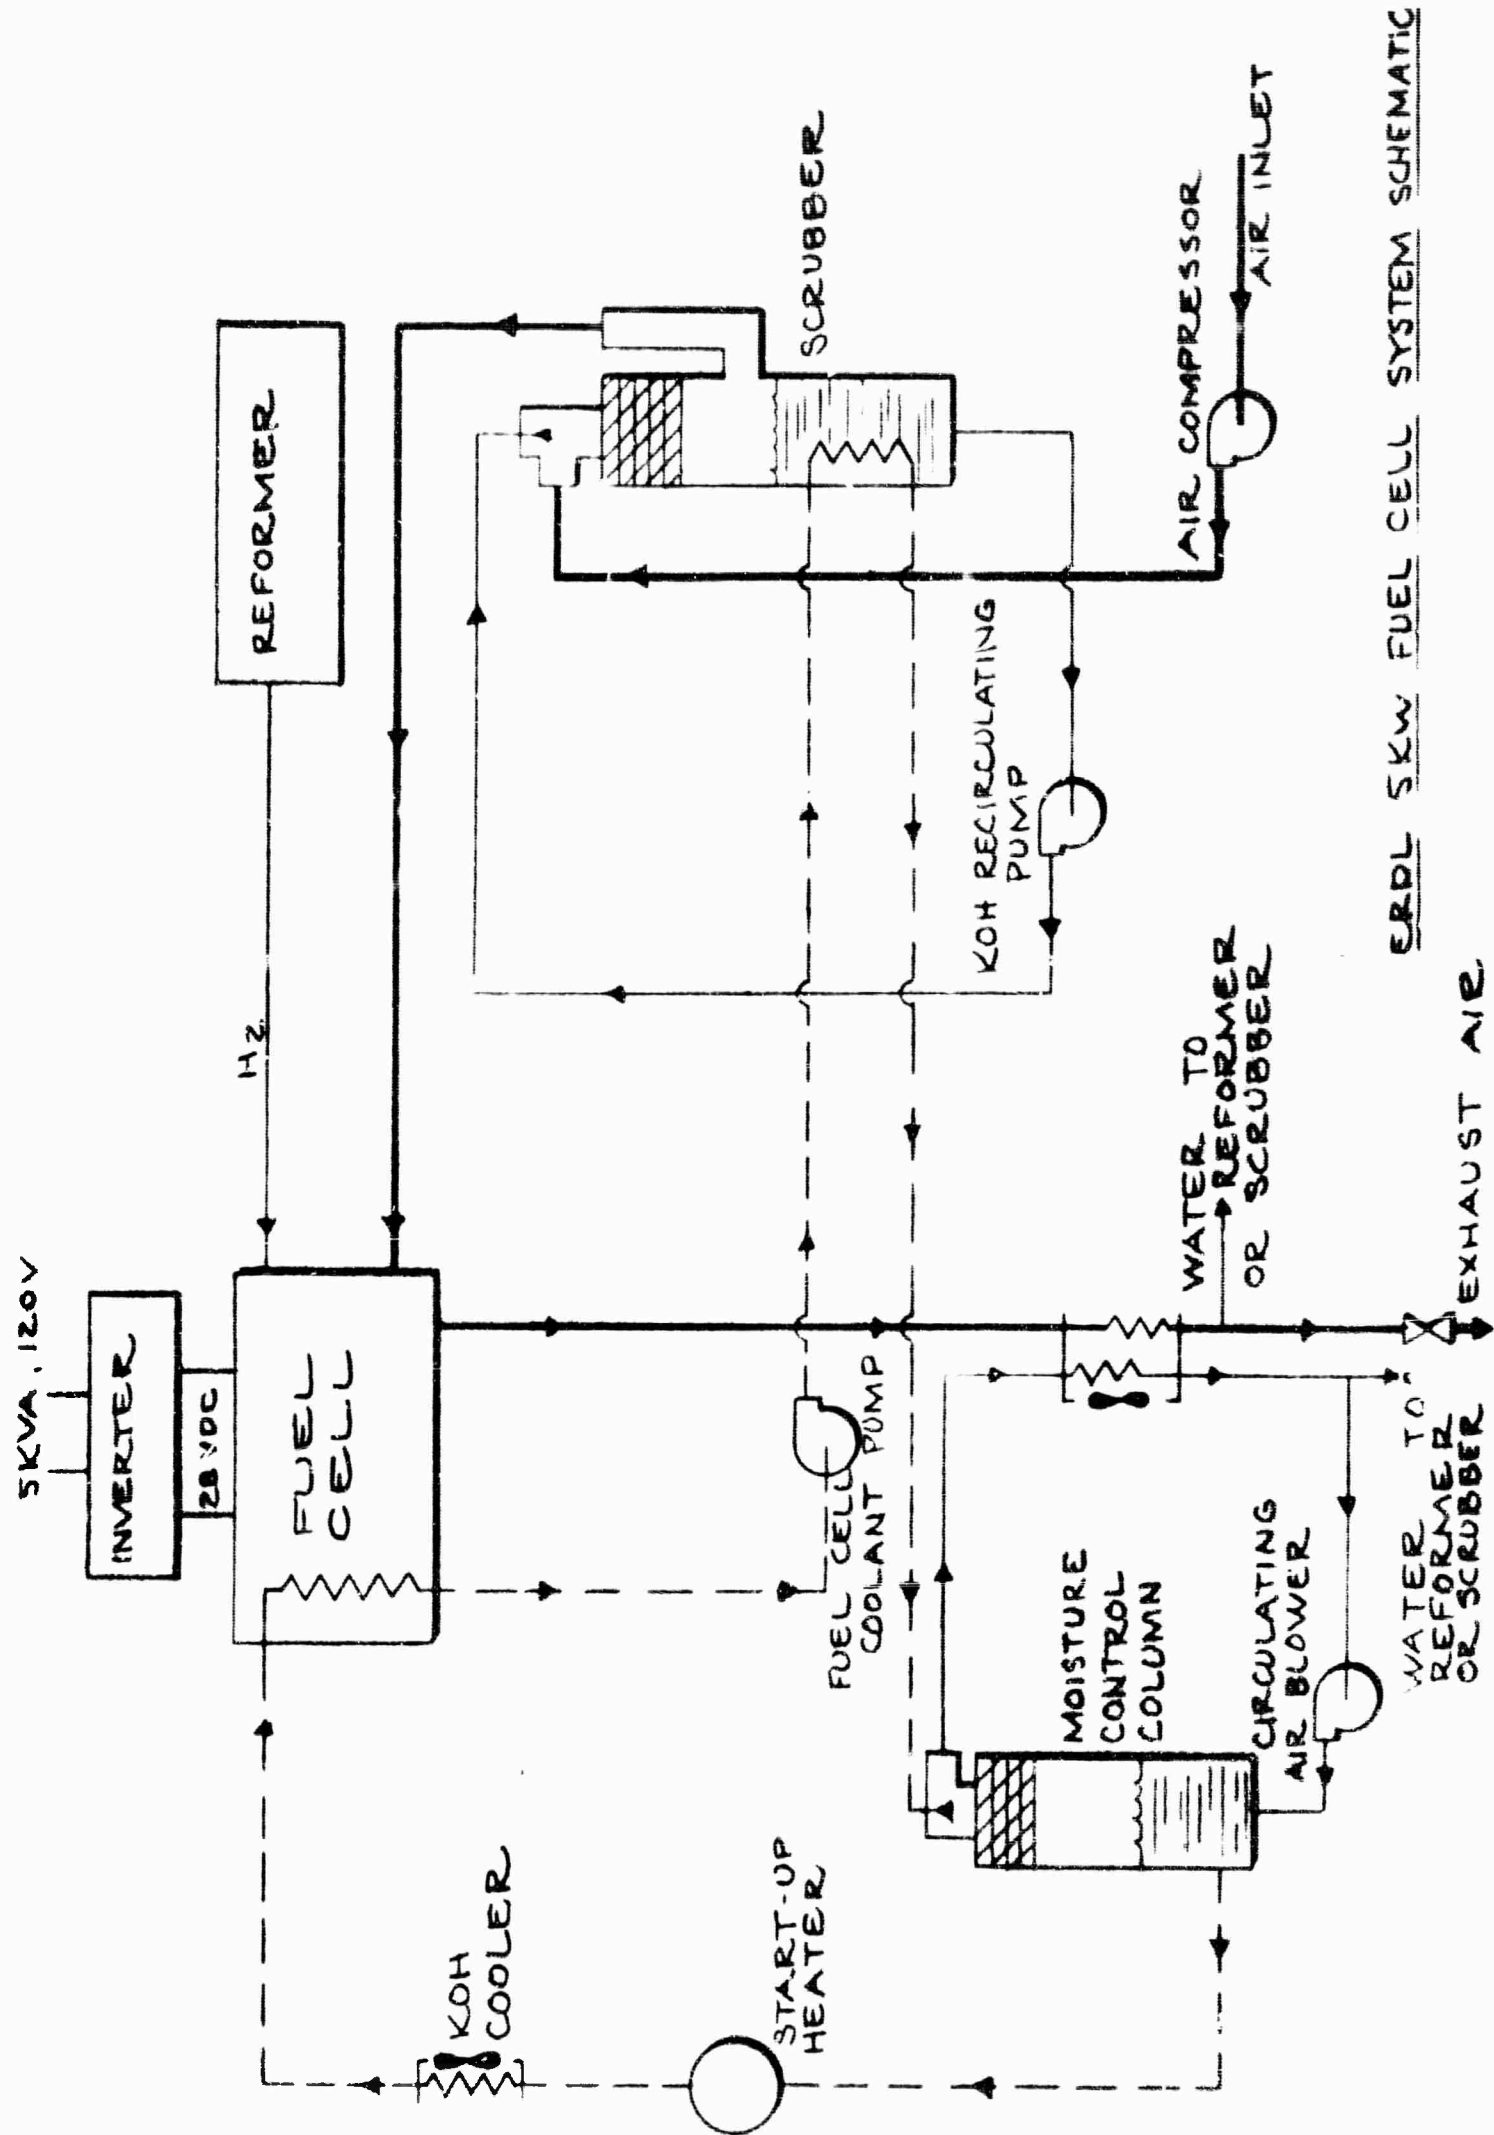 5KVA, 120V
INVERTER
28 VDC
FUEL
CELL
H2
REFORMER
SCRUBBER
KOH
COOLER
START-UP
HEATER
FUEL CELL
COOLANT PUMP
KOH RECIRCULATING
PUMP
AIR COMPRESSOR
AIR INLET
MOISTURE
CONTROL
COLUMN
CIRCULATING
AIR BLOWER
WATER TO
REFORMER
OR SCRUBBER
WATER TO
REFORMER
OR SCRUBBER
EXHAUST AIR
ERDL 5KW FUEL CELL SYSTEM SCHEMATIC